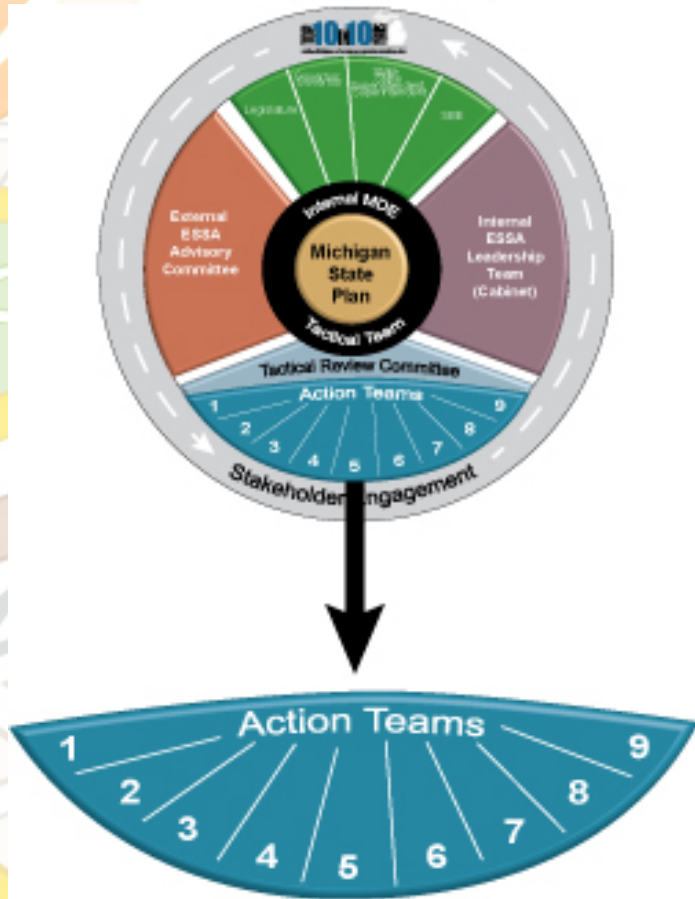 10 10
Legislature
SBE
Internal MDE
External
ESSA
Advisory
Committee
Michigan
State
Plan
Internal
ESSA
Leadership
Team
(Cabinet)
Tactical Team
Tactical Review Committee
Action Teams
1 2 3 4 5 6 7 8 9
Stakeholder Engagement
Action Teams
1 2 3 4 5 6 7 8 9